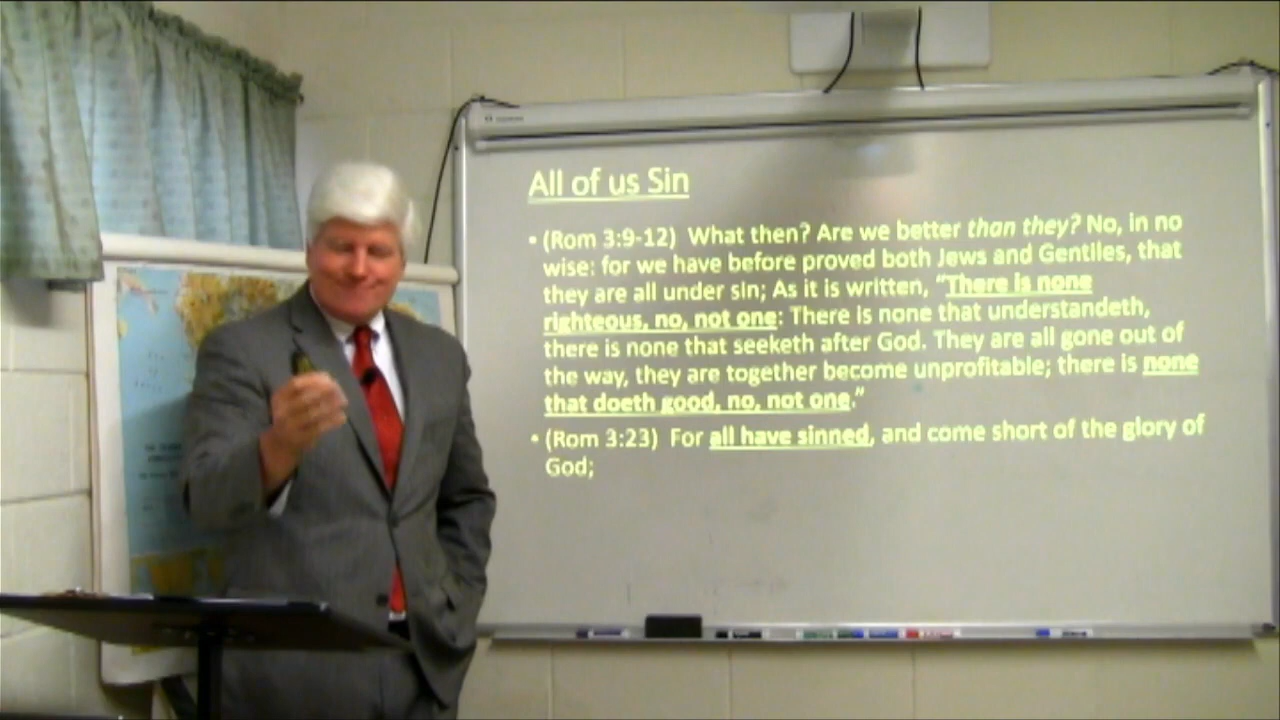 All of us Sin
• (Rom 3:9-12) What then? Are we better than they? No, in no
wise: for we have before proved both Jews and Gentiles, that
they are all under sin; As it is written, “There is none
righteous, no, not one: There is none that understandeth,
there is none that seeketh after God. They are all gone out of
the way, they are together become unprofitable; there is none
that doeth good, no, not one.”
• (Rom 3:23) For all have sinned, and come short of the glory of
God;